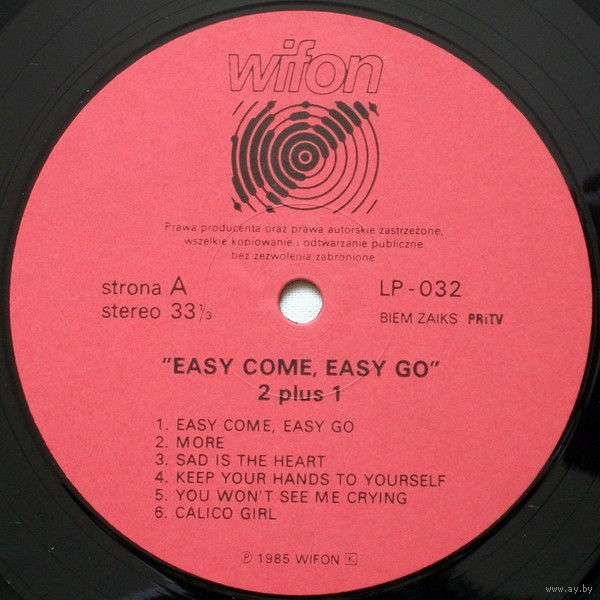 wifon
Prawa producenta oraz prawa autorskie zastrzeżone,
wszelkie kopiowanie i odtwarzanie publiczne
bez zezwolenia zabronione
strona A
LP-032
stereo 33 1/3
BIEM ZAIKS PRiTV
"EASY COME, EASY GO"
2 plus 1
1. EASY COME, EASY GO
2. MORE
3. SAD IS THE HEART
4. KEEP YOUR HANDS TO YOURSELF
5. YOU WON'T SEE ME CRYING
6. CALICO GIRL
℗ 1985 WIFON K
www.ay.by